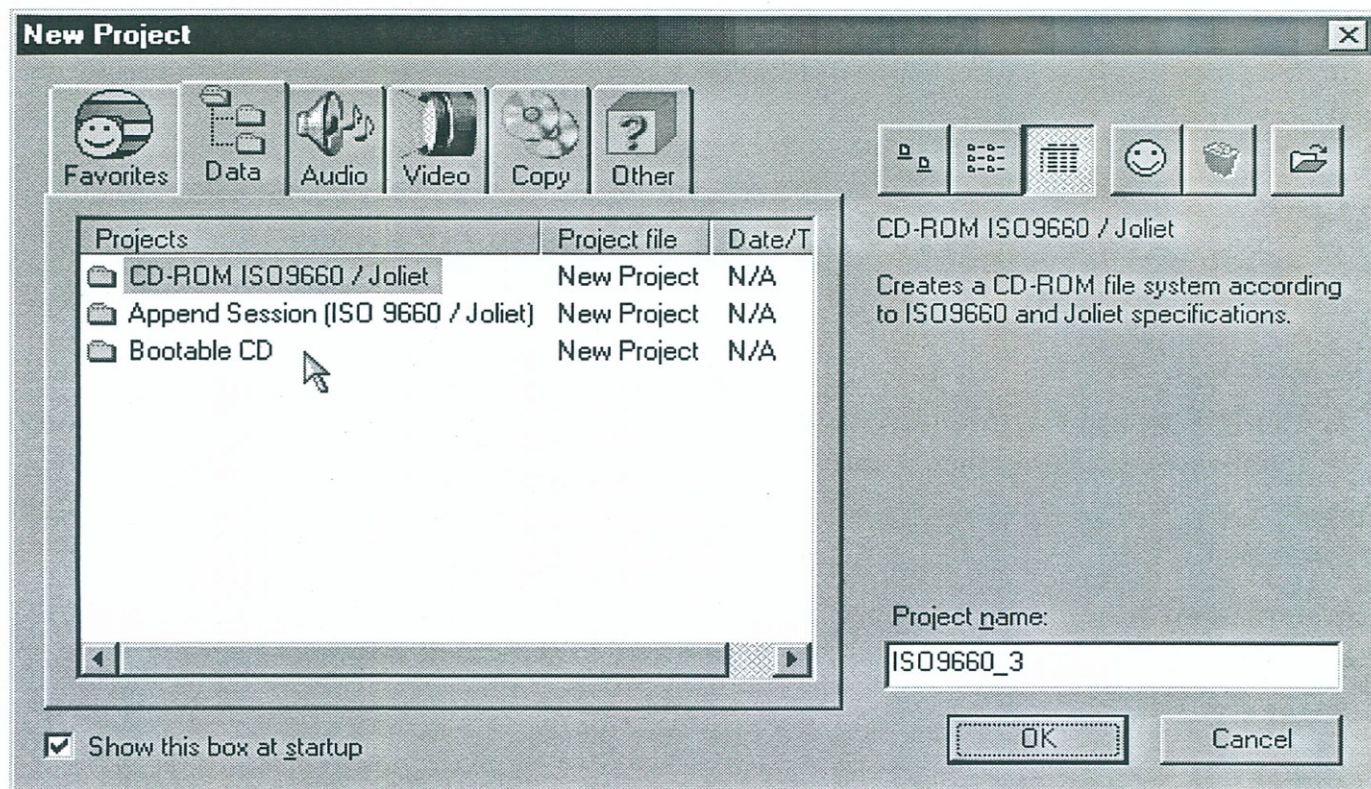 New Project
Favorites Data Audio Video Copy Other
Projects Project file Date/T
CD-ROM ISO9660 / Joliet New Project N/A
Append Session (ISO 9660 / Joliet) New Project N/A
Bootable CD New Project N/A
CD-ROM ISO9660 / Joliet
Creates a CD-ROM file system according
to ISO9660 and Joliet specifications.
Project name:
ISO9660_3
Show this box at startup
OK Cancel